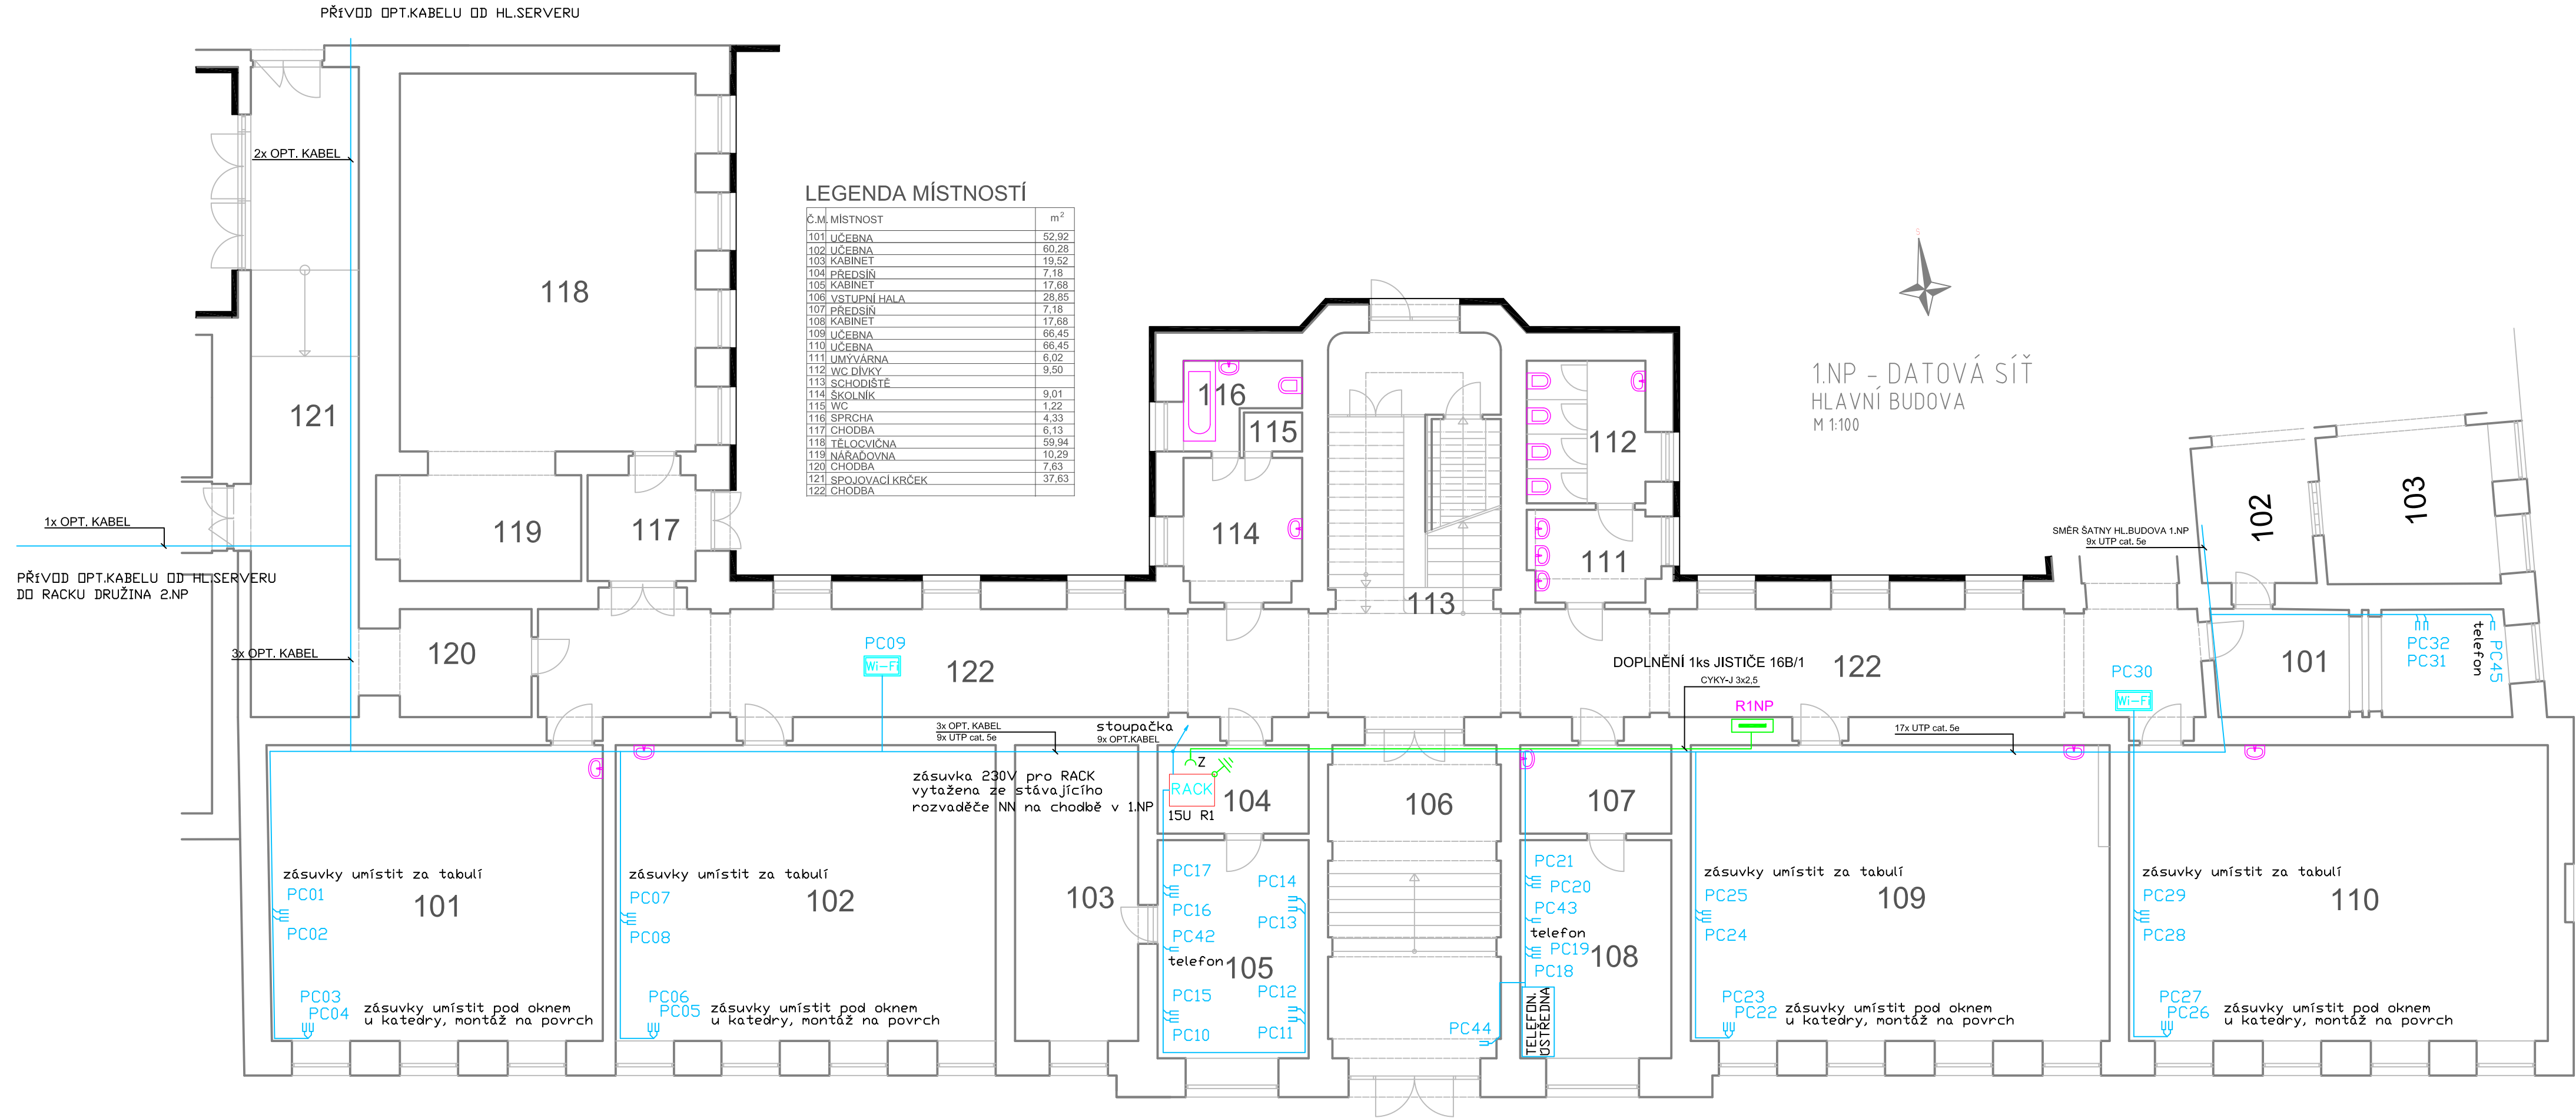 PŘÍVOD OPT.KABELU OD HL.SERVERU
2x OPT. KABEL
118
121
LEGENDA MÍSTNOSTÍ
Č.M. MÍSTNOST m²
101 UČEBNA 52,92
102 UČEBNA 60,28
103 KABINET 19,52
104 PŘEDSÍŇ 7,18
105 KABINET 17,68
106 VSTUPNÍ HALA 28,85
107 PŘEDSÍŇ 7,18
108 KABINET 17,68
109 UČEBNA 66,45
110 UČEBNA 66,45
111 UMÝVÁRNA 6,02
112 WC DÍVKY 9,50
113 SCHODIŠTĚ
114 ŠKOLNÍK 9,01
115 WC 1,22
116 SPRCHA 4,33
117 CHODBA 6,13
118 TĚLOCVIČNA 59,94
119 NÁŘAĎOVNA 10,29
120 CHODBA 7,63
121 SPOJOVACÍ KRČEK 37,63
122 CHODBA
S
1.NP - DATOVÁ SÍŤ
HLAVNÍ BUDOVA
M 1:100
116
115
112
114
111
113
119
117
102
103
1x OPT. KABEL
PŘÍVOD OPT.KABELU OD HL.SERVERU
DO RACKU DRUŽINA 2.NP
SMĚR ŠATNY HL.BUDOVA 1.NP
9x UTP cat. 5e
3x OPT. KABEL
120
PC09
Wi-Fi
122
DOPLNĚNÍ 1ks JISTIČE 16B/1
CYKY-J 3x2,5
122
R1NP
PC30
Wi-Fi
101
PC32
PC31
telefon
PC45
3x OPT. KABEL
9x UTP cat. 5e
stoupačka
9x OPT.KABEL
17x UTP cat. 5e
Z
RACK
15U R1
zásuvka 230V pro RACK
vytažena ze stávajícího
rozvaděče NN na chodbě v 1.NP
104
106
107
zásuvky umístit za tabulí
PC01
PC02
101
PC03
PC04
zásuvky umístit pod oknem
u katedry, montáž na povrch
zásuvky umístit za tabulí
PC07
PC08
102
PC06
PC05
zásuvky umístit pod oknem
u katedry, montáž na povrch
103
PC17
PC16
PC42
telefon
105
PC15
PC10
PC14
PC13
PC12
PC11
PC44
PC21
PC20
PC43
telefon
PC19
PC18
108
TELEFON.
ÚSTŘEDNA
zásuvky umístit za tabulí
PC25
PC24
109
PC23
PC22
zásuvky umístit pod oknem
u katedry, montáž na povrch
zásuvky umístit za tabulí
PC29
PC28
110
PC27
PC26
zásuvky umístit pod oknem
u katedry, montáž na povrch